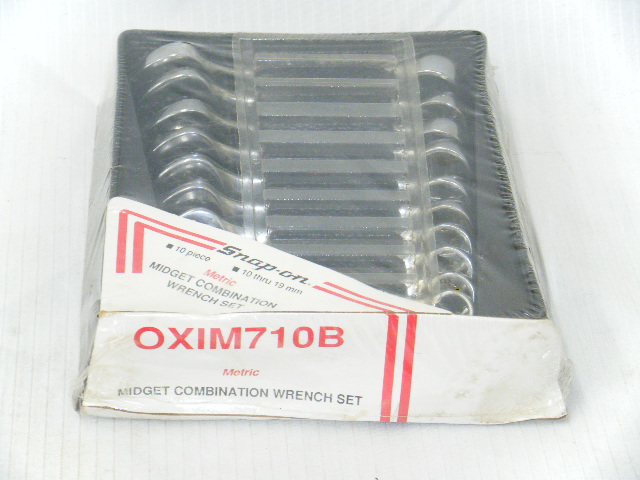 Snap-on
■ 10 piece ■ 10 thru 19 mm
Metric
MIDGET COMBINATION
WRENCH SET
OXIM710B
Metric
MIDGET COMBINATION WRENCH SET